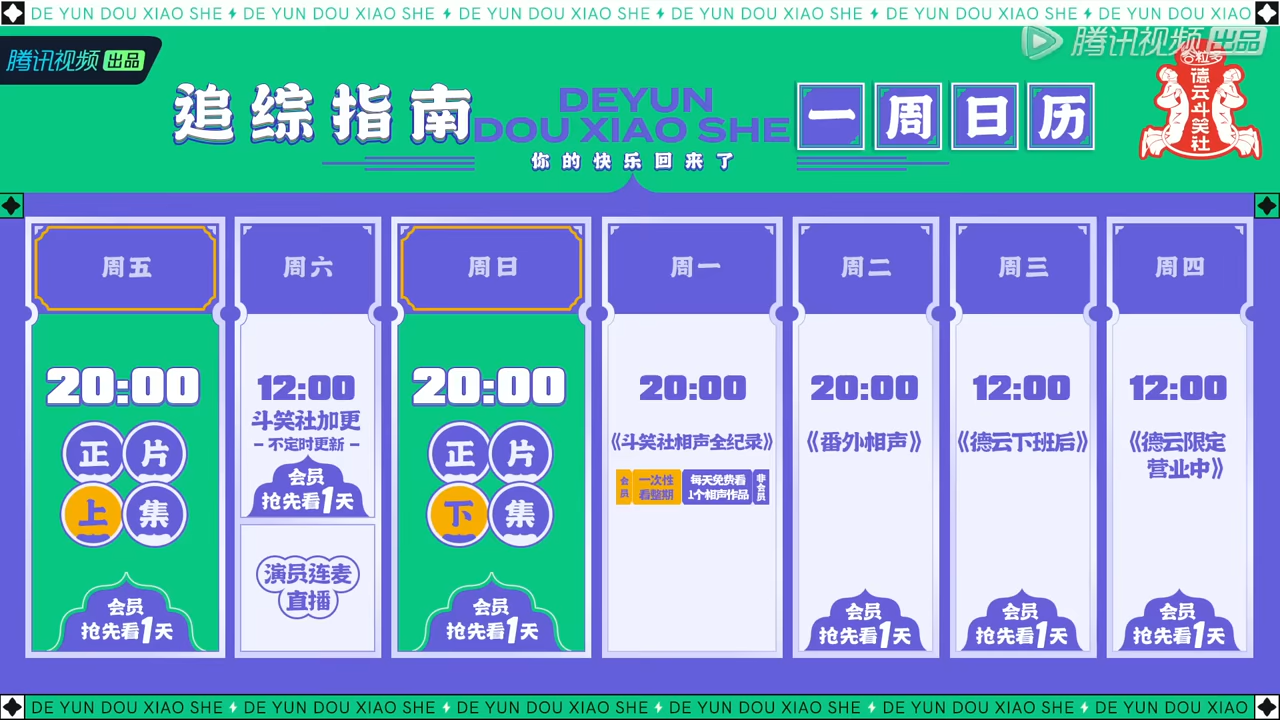 DE YUN DOU XIAO SHE DE YUN DOU XIAO SHE DE YUN DOU XIAO SHE DE YUN DOU XIAO SHE DE YUN DOU XIAO SHE DE YUN DOU XIAO
腾讯视频 出品
腾讯视频 出品
追综指南
DEYUN
DOU XIAO SHE
你的快乐回来了
一周日历
哈粒多
德云斗笑社
周五
20:00
正片
上集
会员
抢先看1天
周六
12:00
斗笑社加更
- 不定时更新 -
会员
抢先看1天
演员连麦
直播
周日
20:00
正片
下集
会员
抢先看1天
周一
20:00
《斗笑社相声全纪录》
会员 一次性看整期
每天免费看1个相声作品 非会员
周二
20:00
《番外相声》
会员
抢先看1天
周三
12:00
《德云下班后》
会员
抢先看1天
周四
12:00
《德云限定
营业中》
会员
抢先看1天
DE YUN DOU XIAO SHE DE YUN DOU XIAO SHE DE YUN DOU XIAO SHE DE YUN DOU XIAO SHE DE YUN DOU XIAO SHE DE YUN DOU XIAO